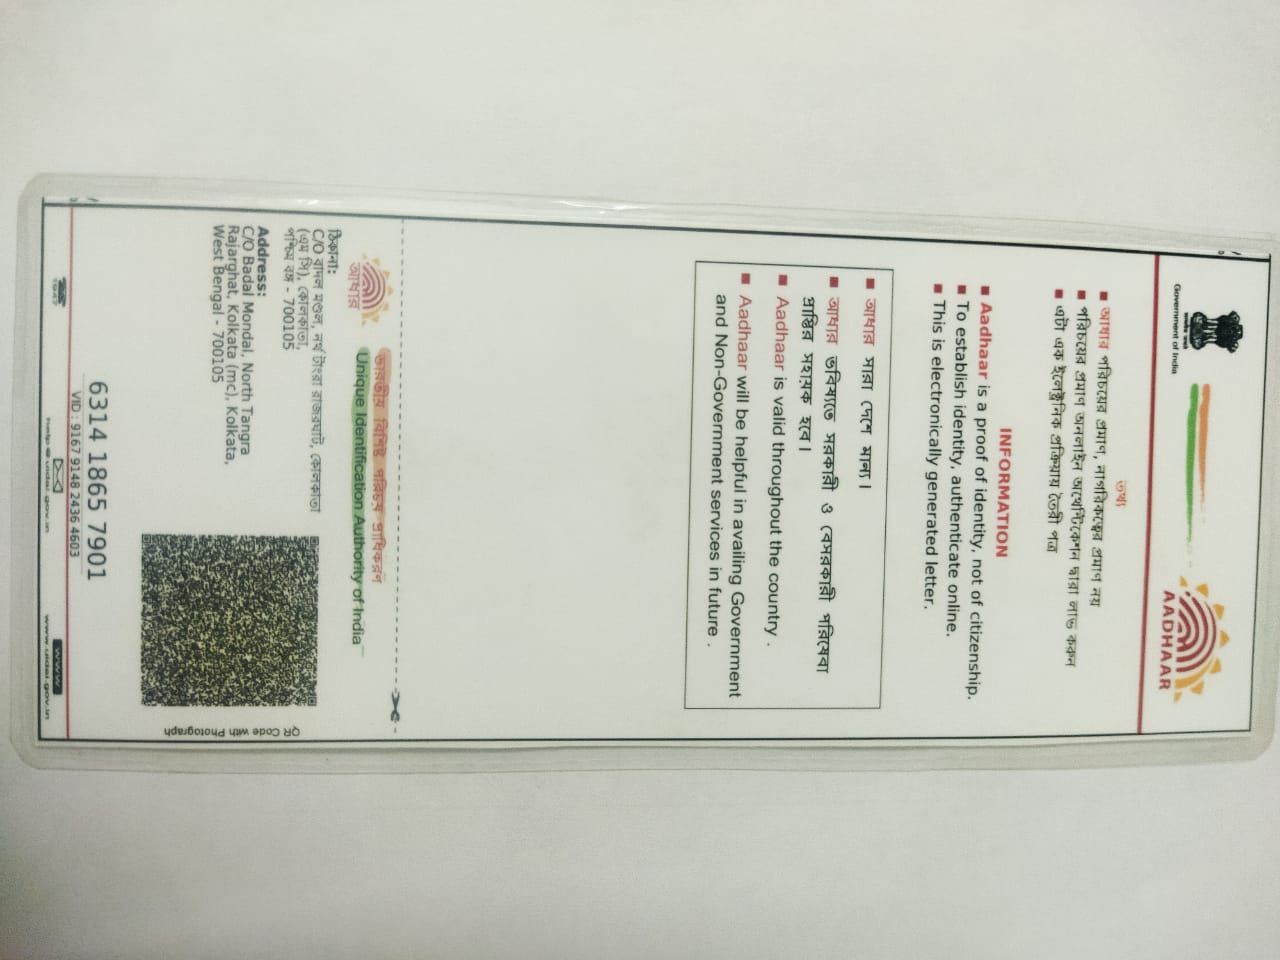 Government of India
AADHAAR
তথ্য
■ আধার পরিচয়ের প্রমাণ, নাগরিকত্বের প্রমাণ নয়
■ পরিচয়ের প্রমাণ অনলাইন অথেন্টিকেশন দ্বারা লাভ করুন
■ এটা এক ইলেক্ট্রনিক প্রক্রিয়ায় তৈরী পত্র
INFORMATION
■ Aadhaar is a proof of identity, not of citizenship.
■ To establish identity, authenticate online.
■ This is electronically generated letter.
■ আধার সারা দেশে মান্য।
■ আধার ভবিষ্যতে সরকারী ও বেসরকারী পরিষেবা
প্রাপ্তির সহায়ক হবে।
■ Aadhaar is valid throughout the country .
■ Aadhaar will be helpful in availing Government
and Non-Government services in future .
আধার
ভারতীয় বিশিষ্ট পরিচয় প্রাধিকরণ
Unique Identification Authority of India
ঠিকানা:
C/O বাদল মণ্ডল, নর্থ টাংরা রাজারঘাট, কোলকাতা
(এম সি), কোলকাতা,
পশ্চিম বঙ্গ - 700105
Address:
C/O Badal Mondal, North Tangra
Rajarghat, Kolkata (mc), Kolkata,
West Bengal - 700105
QR Code with Photograph
6314 1865 7901
VID : 9167 9148 2436 4603
1947
help@uidai.gov.in
www
www.uidai.gov.in